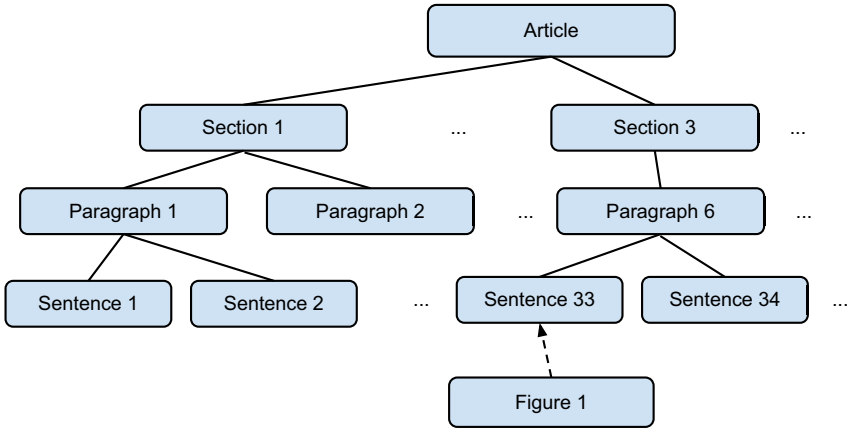 Article
Section 1 ... Section 3 ...
Paragraph 1 Paragraph 2 ... Paragraph 6 ...
Sentence 1 Sentence 2 ... Sentence 33 Sentence 34 ...
Figure 1